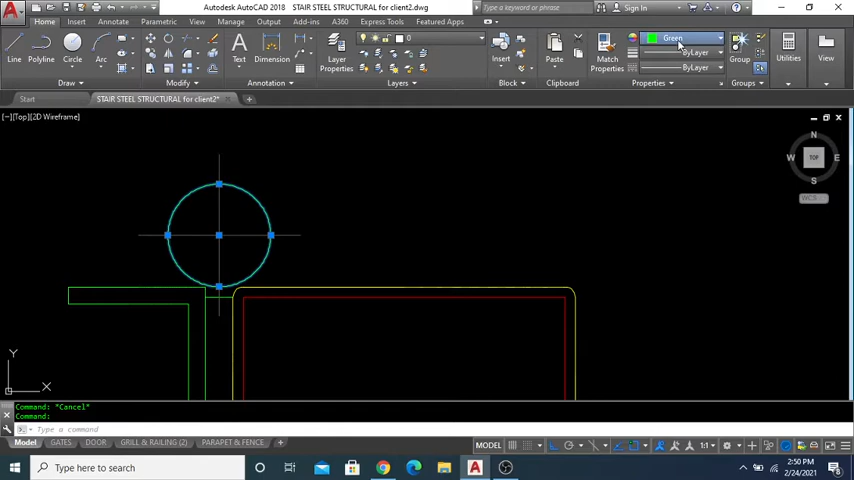 Autodesk AutoCAD 2017   STAIR STEEL STRUCTURAL for client2.dwg
Type a keyword or phrase
Sign In
Home Insert Annotate Parametric View Manage Output Add-ins A360 Express Tools Featured Apps
Line Polyline Circle Arc Text Dimension Layer Properties 0 Insert Paste Match Properties Green Group Utilities View
ByLayer
ByLayer
Draw Modify Annotation Layers Block Clipboard Properties Groups
Start STAIR STEEL STRUCTURAL for client2*
[−][Top][2D Wireframe]
N
W TOP E
S
WCS
Y
X
Command: *Cancel*
Command:
Type a command
Model GATES DOOR GRILL & RAILING (2) PARAPET & FENCE MODEL 1:1
Type here to search
2:50 PM
2/24/2021
8